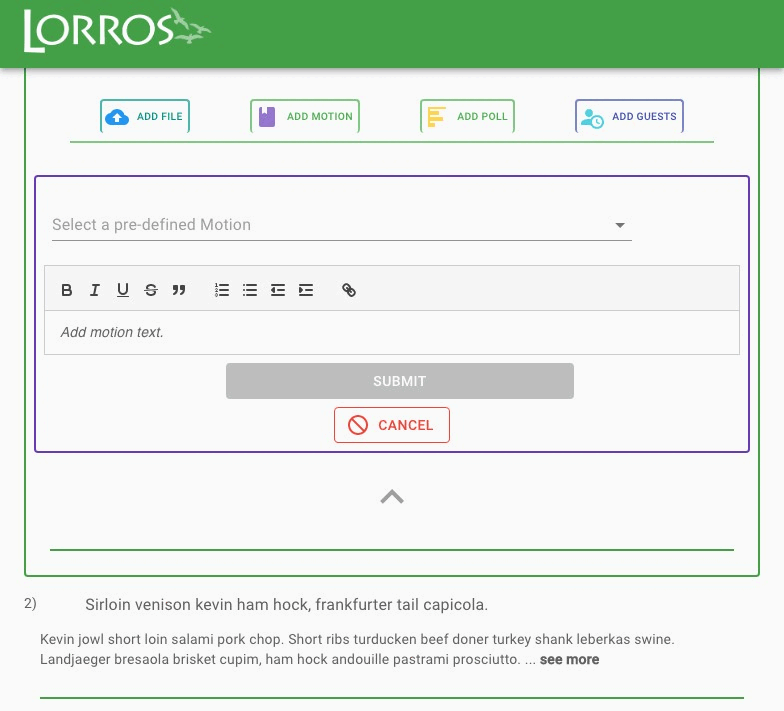 LORROS
ADD FILE
ADD MOTION
ADD POLL
ADD GUESTS
Select a pre-defined Motion
B I U S
Add motion text.
SUBMIT
CANCEL
2) Sirloin venison kevin ham hock, frankfurter tail capicola.
Kevin jowl short loin salami pork chop. Short ribs turducken beef doner turkey shank leberkas swine.
Landjaeger bresaola brisket cupim, ham hock andouille pastrami prosciutto. ... see more